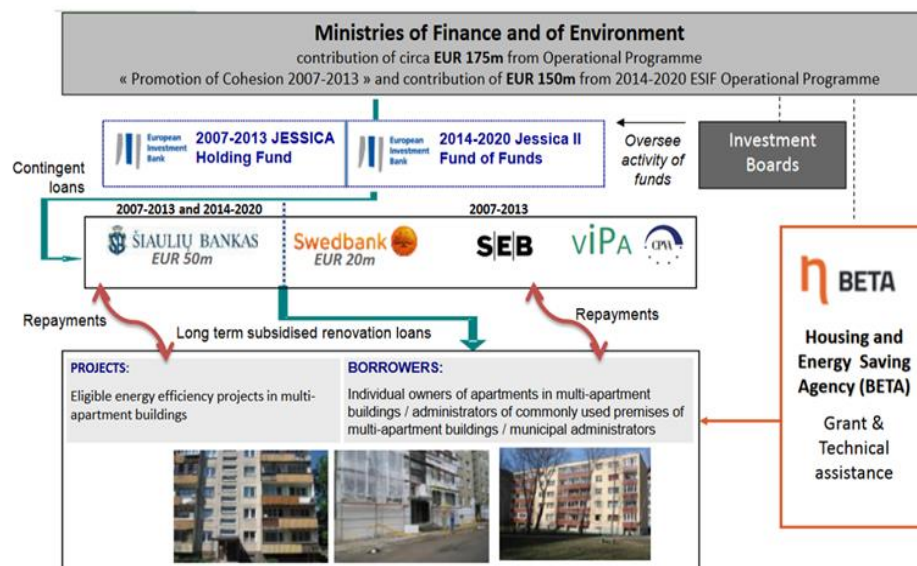 Ministries of Finance and of Environment
contribution of circa EUR 175m from Operational Programme
« Promotion of Cohesion 2007-2013 » and contribution of EUR 150m from 2014-2020 ESIF Operational Programme
European
Investment
Bank
2007-2013 JESSICA
Holding Fund
European
Investment
Bank
2014-2020 Jessica II
Fund of Funds
Oversee
activity of
funds
Investment
Boards
Contingent
loans
2007-2013 and 2014-2020
2007-2013
ŠIAULIŲ BANKAS
EUR 50m
Swedbank
EUR 20m
SEB
viPA
CPVA
Repayments
Long term subsidised renovation loans
Repayments
BETA
Housing and
Energy Saving
Agency (BETA)
Grant &
Technical
assistance
PROJECTS:
Eligible energy efficiency projects in multi-
apartment buildings
BORROWERS:
Individual owners of apartments in multi-apartment
buildings / administrators of commonly used premises of
multi-apartment buildings / municipal administrators